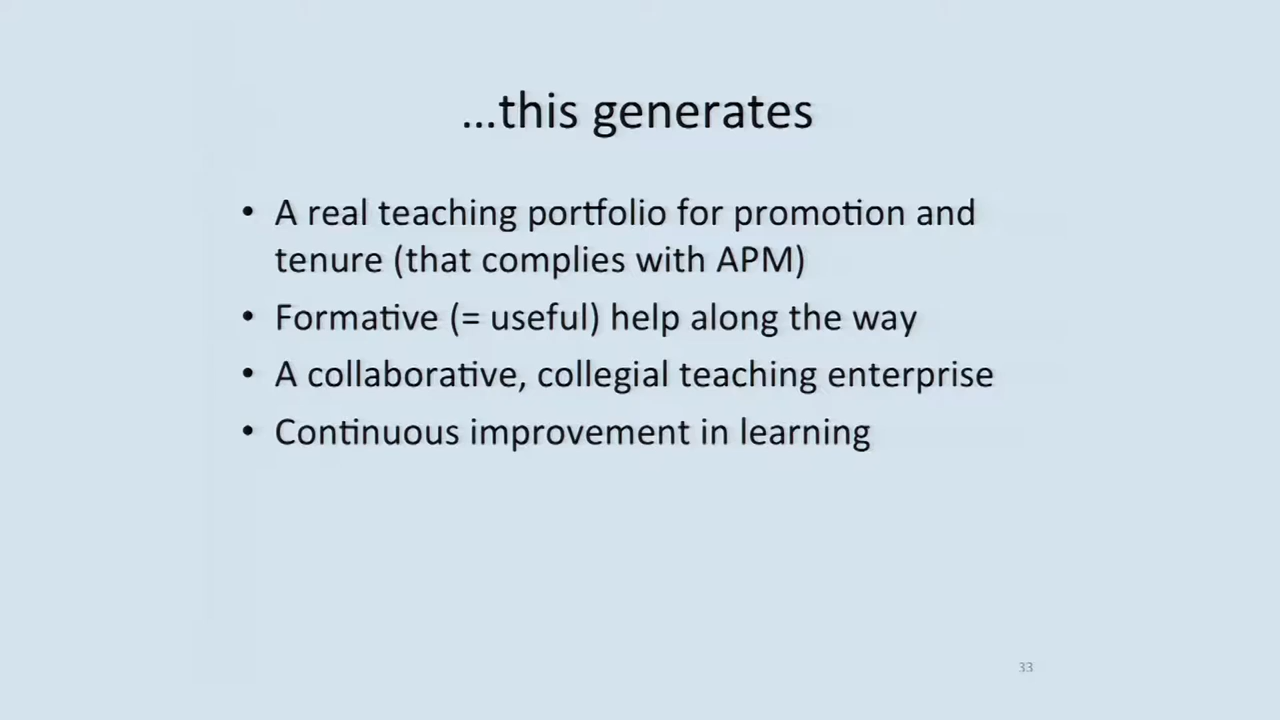 ...this generates
• A real teaching portfolio for promotion and
tenure (that complies with APM)
• Formative (= useful) help along the way
• A collaborative, collegial teaching enterprise
• Continuous improvement in learning
33